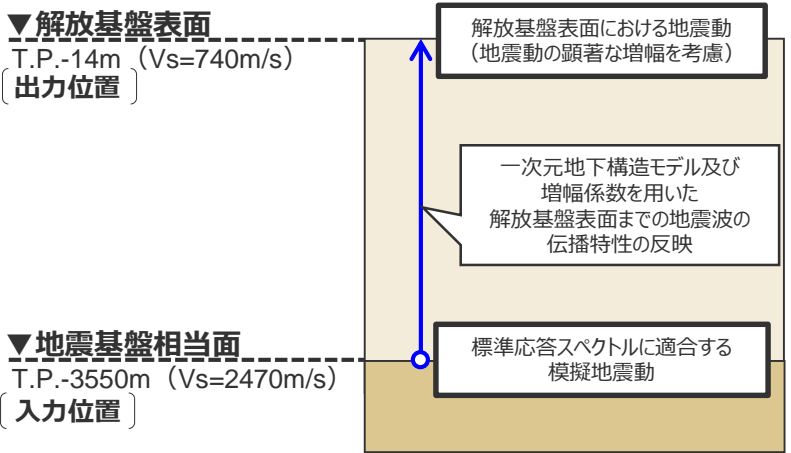 ▼解放基盤表面
T.P.-14m（Vs=740m/s）
出力位置
解放基盤表面における地震動
（地震動の顕著な増幅を考慮）
一次元地下構造モデル及び
増幅係数を用いた
解放基盤表面までの地震波の
伝播特性の反映
▼地震基盤相当面
T.P.-3550m（Vs=2470m/s）
入力位置
標準応答スペクトルに適合する
模擬地震動